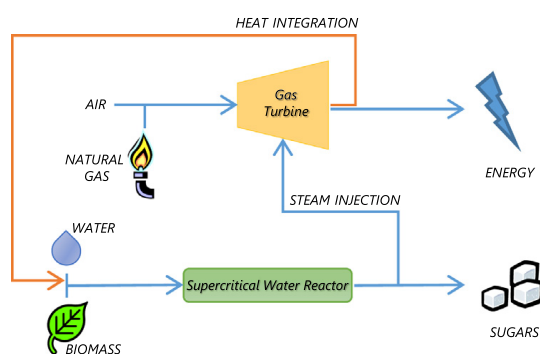 HEAT INTEGRATION
AIR
Gas
Turbine
NATURAL
GAS
ENERGY
STEAM INJECTION
WATER
Supercritical Water Reactor
SUGARS
BIOMASS